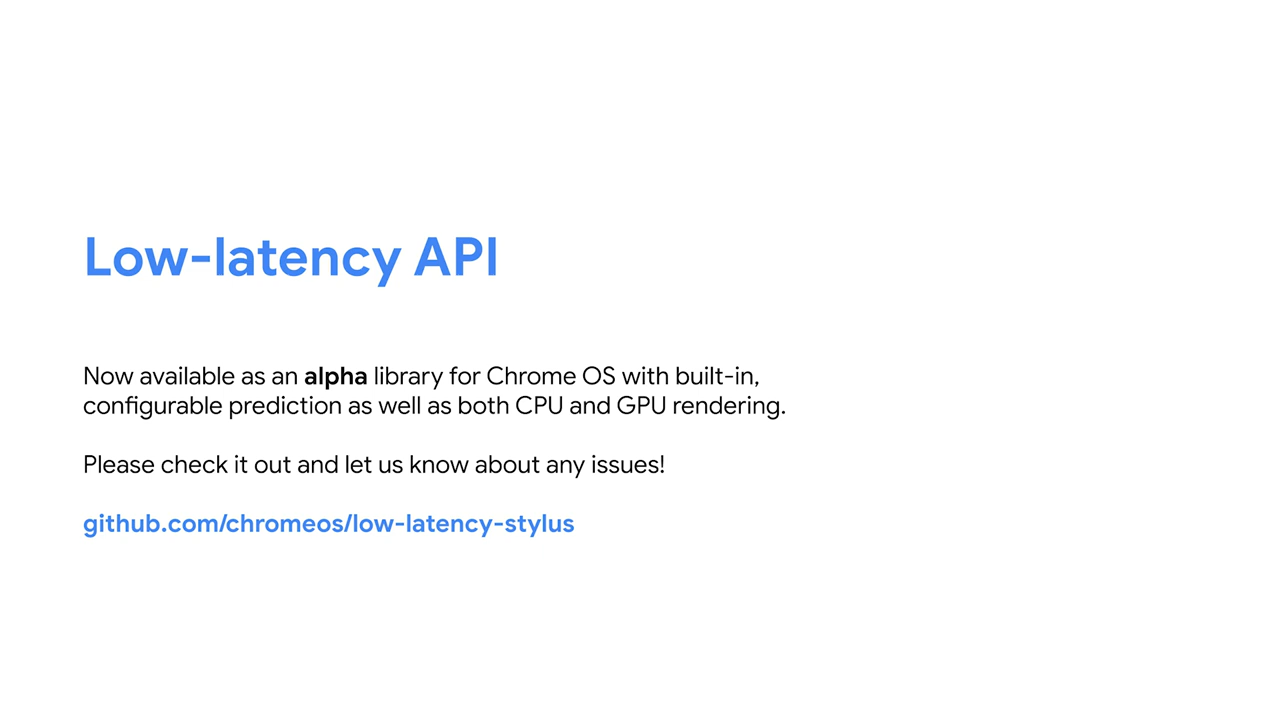 Low-latency API
Now available as an alpha library for Chrome OS with built-in,
configurable prediction as well as both CPU and GPU rendering.
Please check it out and let us know about any issues!
github.com/chromeos/low-latency-stylus